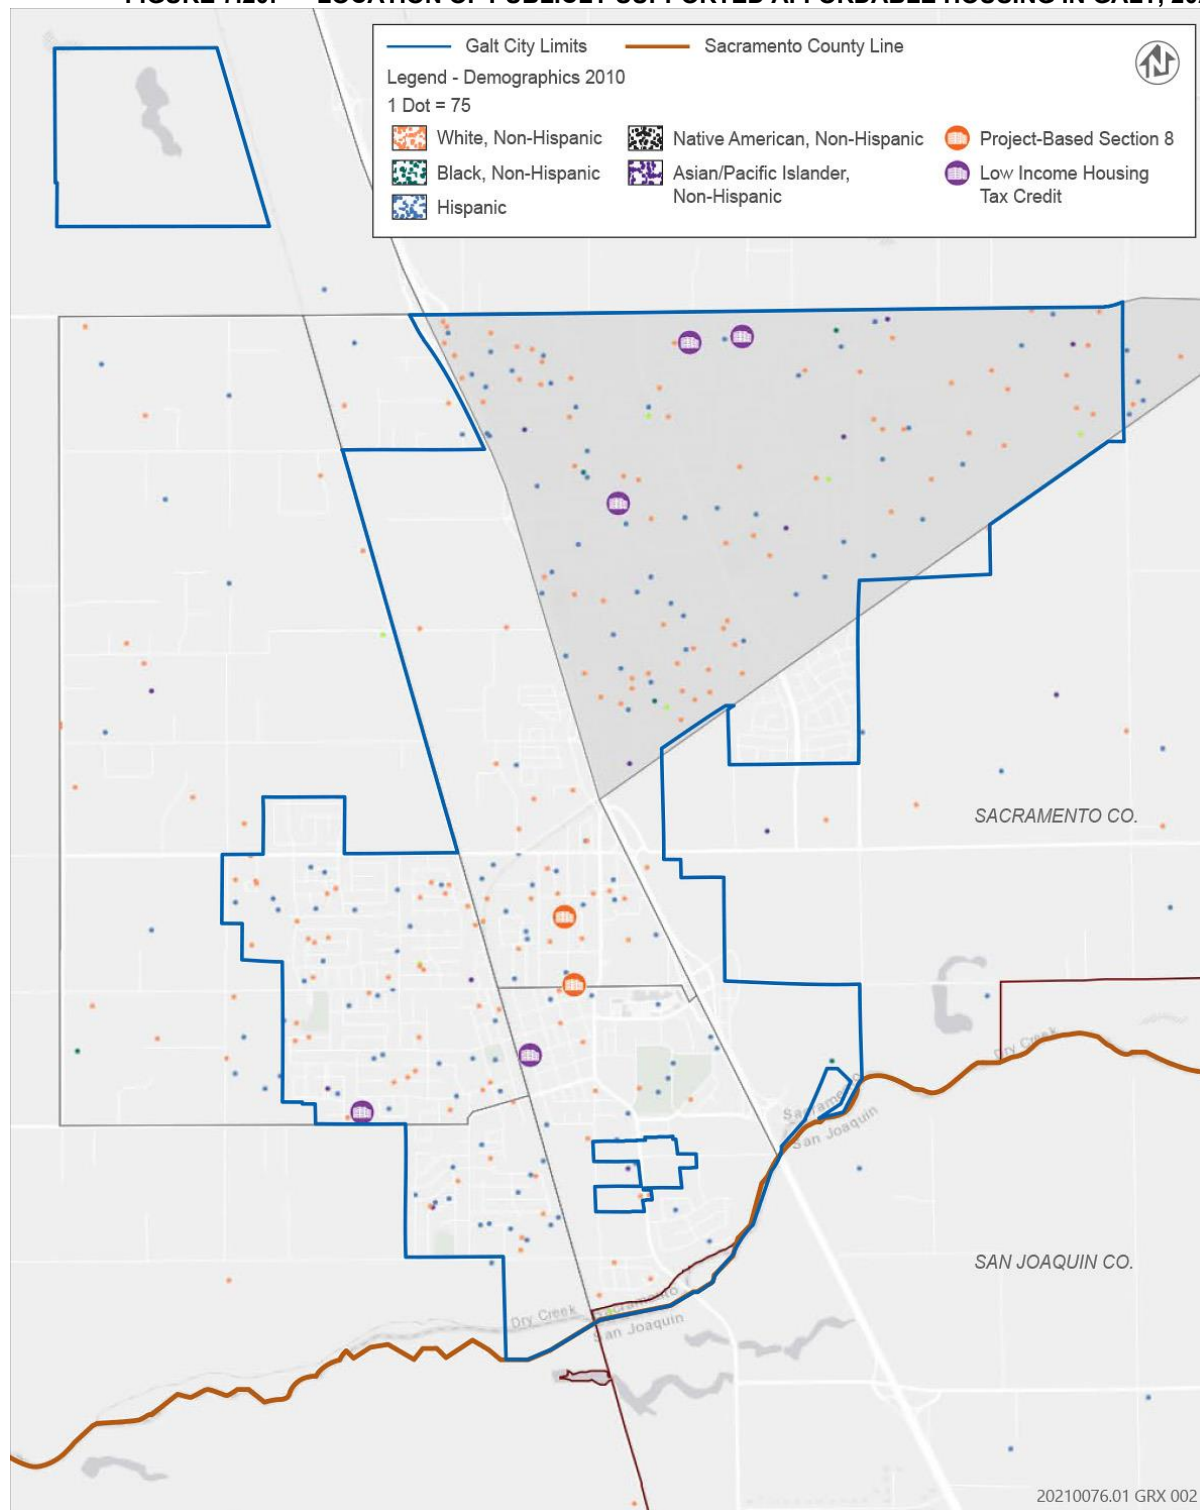 Galt City Limits
Sacramento County Line
Legend - Demographics 2010
1 Dot = 75
White, Non-Hispanic
Native American, Non-Hispanic
Project-Based Section 8
Black, Non-Hispanic
Asian/Pacific Islander,
Non-Hispanic
Low Income Housing
Tax Credit
Hispanic
N
SACRAMENTO CO.
Dry Creek
Sacramento
San Joaquin
SAN JOAQUIN CO.
Dry Creek
Sacramento
San Joaquin
20210076.01 GRX 002